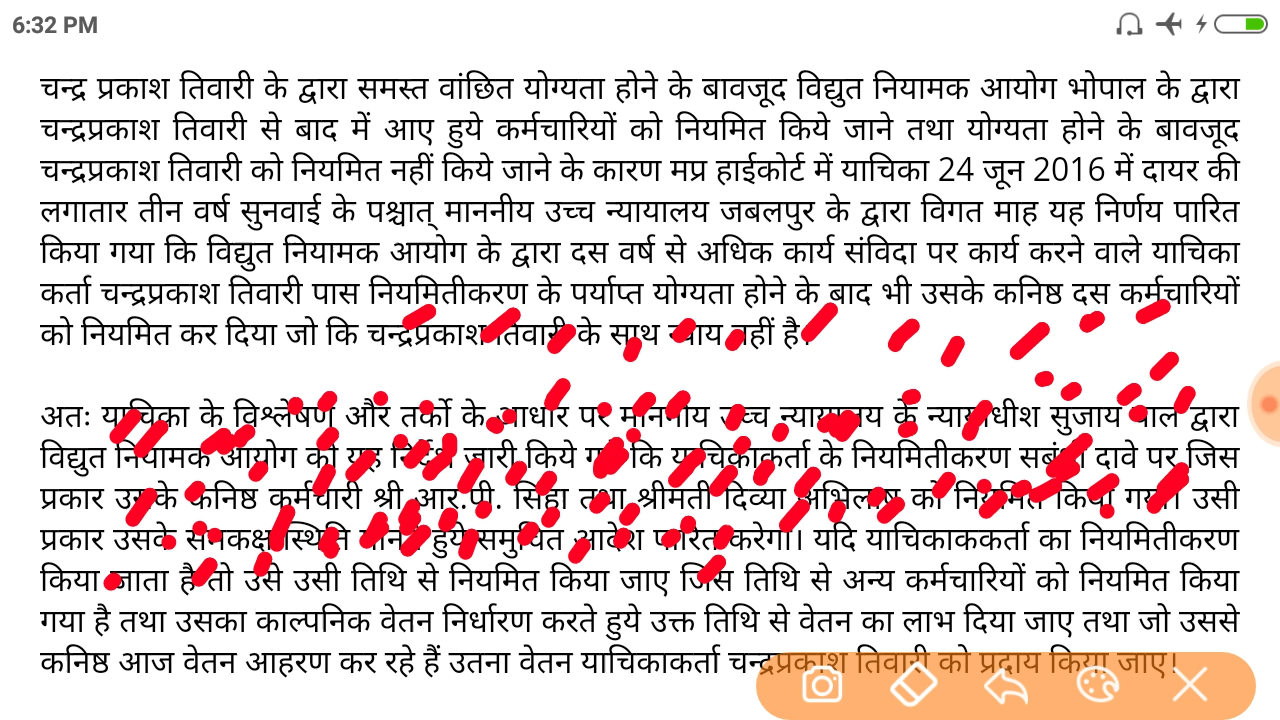 6:32 PM
चन्द्र प्रकाश तिवारी के द्वारा समस्त वांछित योग्यता होने के बावजूद विद्युत नियामक आयोग भोपाल के द्वारा
चन्द्रप्रकाश तिवारी से बाद में आए हुये कर्मचारियों को नियमित किये जाने तथा योग्यता होने के बावजूद
चन्द्रप्रकाश तिवारी को नियमित नहीं किये जाने के कारण मप्र हाईकोर्ट में याचिका 24 जून 2016 में दायर की
लगातार तीन वर्ष सुनवाई के पश्चात् माननीय उच्च न्यायालय जबलपुर के द्वारा विगत माह यह निर्णय पारित
किया गया कि विद्युत नियामक आयोग के द्वारा दस वर्ष से अधिक कार्य संविदा पर कार्य करने वाले याचिका
कर्ता चन्द्रप्रकाश तिवारी पास नियमितीकरण के पर्याप्त योग्यता होने के बाद भी उसके कनिष्ठ दस कर्मचारियों
को नियमित कर दिया जो कि चन्द्रप्रकाश तिवारी के साथ न्याय नहीं है।
अतः याचिका के विश्लेषण और तर्को के आधार पर माननीय उच्च न्यायालय के न्यायाधीश सुजाय पाल द्वारा
विद्युत नियामक आयोग को यह निर्देश जारी किये गये कि याचिकाकर्ता के नियमितीकरण सबंधी दावे पर जिस
प्रकार उसके कनिष्ठ कर्मचारी श्री आर.पी. सिंहा तथा श्रीमती दिव्या को नियमित किया गया। उसी
प्रकार उसके समकक्ष स्थिति मानते हुये समुचित आदेश पारित करेगा। यदि याचिकाककर्ता का नियमितीकरण
किया जाता है तो उसे उसी तिथि से नियमित किया जाए जिस तिथि से अन्य कर्मचारियों को नियमित किया
गया है तथा उसका काल्पनिक वेतन निर्धारण करते हुये उक्त तिथि से वेतन का लाभ दिया जाए तथा जो उससे
कनिष्ठ आज वेतन आहरण कर रहे हैं उतना वेतन याचिकाकर्ता चन्द्रप्रकाश तिवारी को प्रदाय किया जाए।